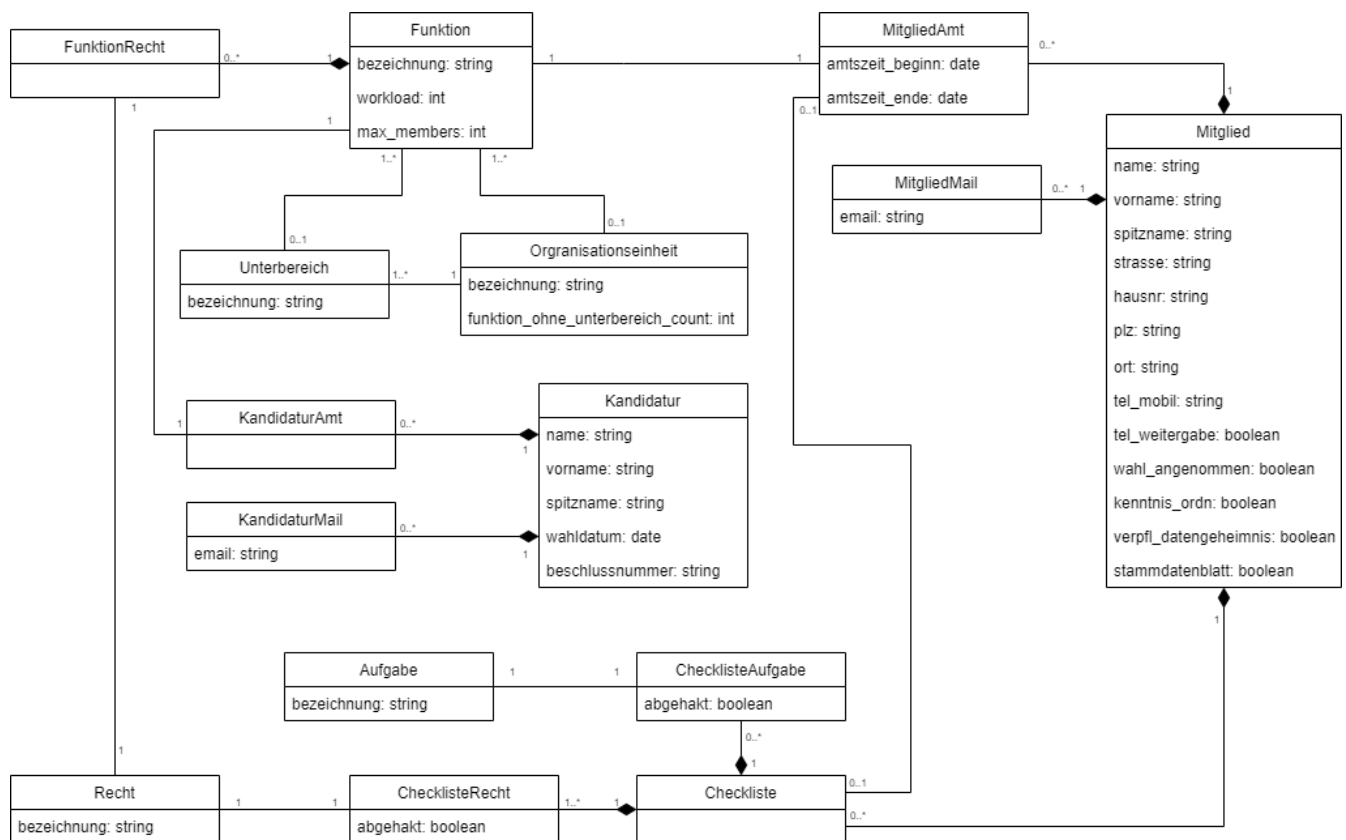 FunktionRecht
0..*
1
1
Funktion
bezeichnung: string
workload: int
max_members: int
1
1
1
1..*
1..*
MitgliedAmt
amtszeit_beginn: date
amtszeit_ende: date
0..*
0..1
1
Mitglied
name: string
vorname: string
spitzname: string
strasse: string
hausnr: string
plz: string
ort: string
tel_mobil: string
tel_weitergabe: boolean
wahl_angenommen: boolean
kenntnis_ordn: boolean
verpfl_datengeheimnis: boolean
stammdatenblatt: boolean
1
MitgliedMail
email: string
0..*
1
0..1
0..1
Unterbereich
bezeichnung: string
1..*
1
Orgranisationseinheit
bezeichnung: string
funktion_ohne_unterbereich_count: int
1
KandidaturAmt
0..*
1
Kandidatur
name: string
vorname: string
spitzname: string
wahldatum: date
beschlussnummer: string
KandidaturMail
email: string
0..*
1
Aufgabe
bezeichnung: string
1
1
ChecklisteAufgabe
abgehakt: boolean
0..*
1
1
Recht
bezeichnung: string
1
1
ChecklisteRecht
abgehakt: boolean
1..*
1
Checkliste
0..1
0..*